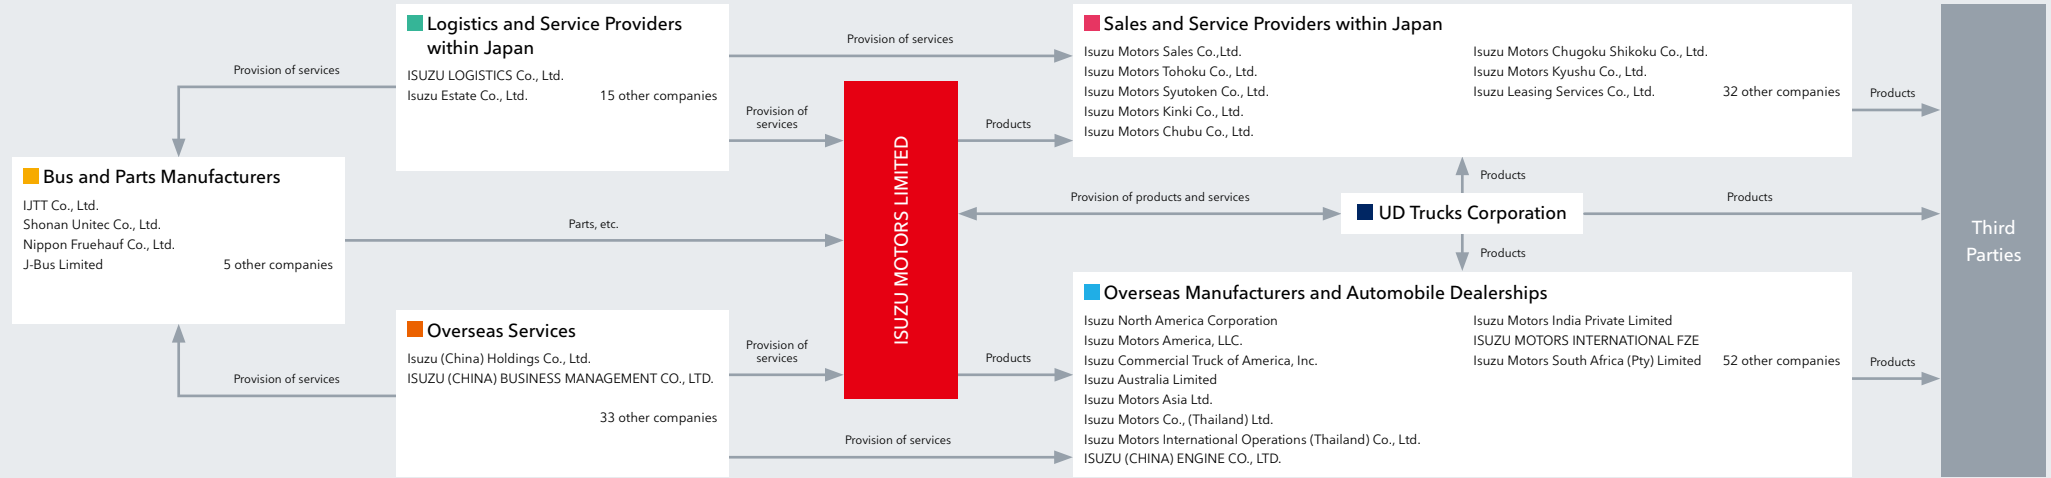 Logistics and Service Providers
within Japan
ISUZU LOGISTICS Co., Ltd.
Isuzu Estate Co., Ltd. 15 other companies
Provision of services
Provision of services
Provision of
services
Bus and Parts Manufacturers
IJTT Co., Ltd.
Shonan Unitec Co., Ltd.
Nippon Fruehauf Co., Ltd.
J-Bus Limited 5 other companies
Parts, etc.
Overseas Services
Isuzu (China) Holdings Co., Ltd.
ISUZU (CHINA) BUSINESS MANAGEMENT CO., LTD.
33 other companies
Provision of services
Provision of
services
Provision of services
ISUZU MOTORS LIMITED
Products
Provision of products and services
Products
Sales and Service Providers within Japan
Isuzu Motors Sales Co.,Ltd.
Isuzu Motors Tohoku Co., Ltd.
Isuzu Motors Syutoken Co., Ltd.
Isuzu Motors Kinki Co., Ltd.
Isuzu Motors Chubu Co., Ltd.
Isuzu Motors Chugoku Shikoku Co., Ltd.
Isuzu Motors Kyushu Co., Ltd.
Isuzu Leasing Services Co., Ltd. 32 other companies
Products
Products
UD Trucks Corporation
Products
Products
Overseas Manufacturers and Automobile Dealerships
Isuzu North America Corporation
Isuzu Motors America, LLC.
Isuzu Commercial Truck of America, Inc.
Isuzu Australia Limited
Isuzu Motors Asia Ltd.
Isuzu Motors Co., (Thailand) Ltd.
Isuzu Motors International Operations (Thailand) Co., Ltd.
ISUZU (CHINA) ENGINE CO., LTD.
Isuzu Motors India Private Limited
ISUZU MOTORS INTERNATIONAL FZE
Isuzu Motors South Africa (Pty) Limited 52 other companies
Products
Third
Parties